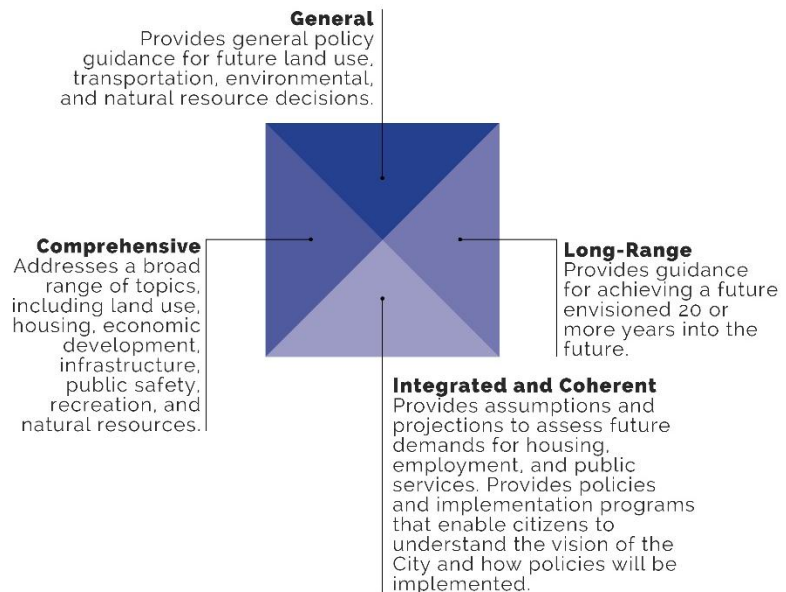 General
Provides general policy
guidance for future land use,
transportation, environmental,
and natural resource decisions.
Comprehensive
Addresses a broad
range of topics,
including land use,
housing, economic
development,
infrastructure,
public safety,
recreation, and
natural resources.
Long-Range
Provides guidance
for achieving a future
envisioned 20 or
more years into the
future.
Integrated and Coherent
Provides assumptions and
projections to assess future
demands for housing,
employment, and public
services. Provides policies
and implementation programs
that enable citizens to
understand the vision of the
City and how policies will be
implemented.